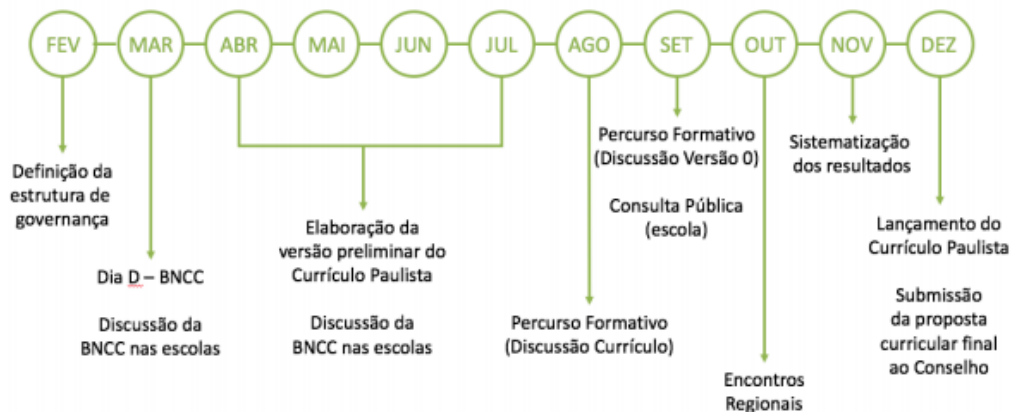 FEV
MAR
ABR
MAI
JUN
JUL
AGO
SET
OUT
NOV
DEZ
Definição da
estrutura de
governança
Dia D – BNCC
Discussão da
BNCC nas escolas
Elaboração da
versão preliminar do
Currículo Paulista
Discussão da
BNCC nas escolas
Percurso Formativo
(Discussão Currículo)
Percurso Formativo
(Discussão Versão 0)
Consulta Pública
(escola)
Encontros
Regionais
Sistematização
dos resultados
Lançamento do
Currículo Paulista
Submissão
da proposta
curricular final
ao Conselho